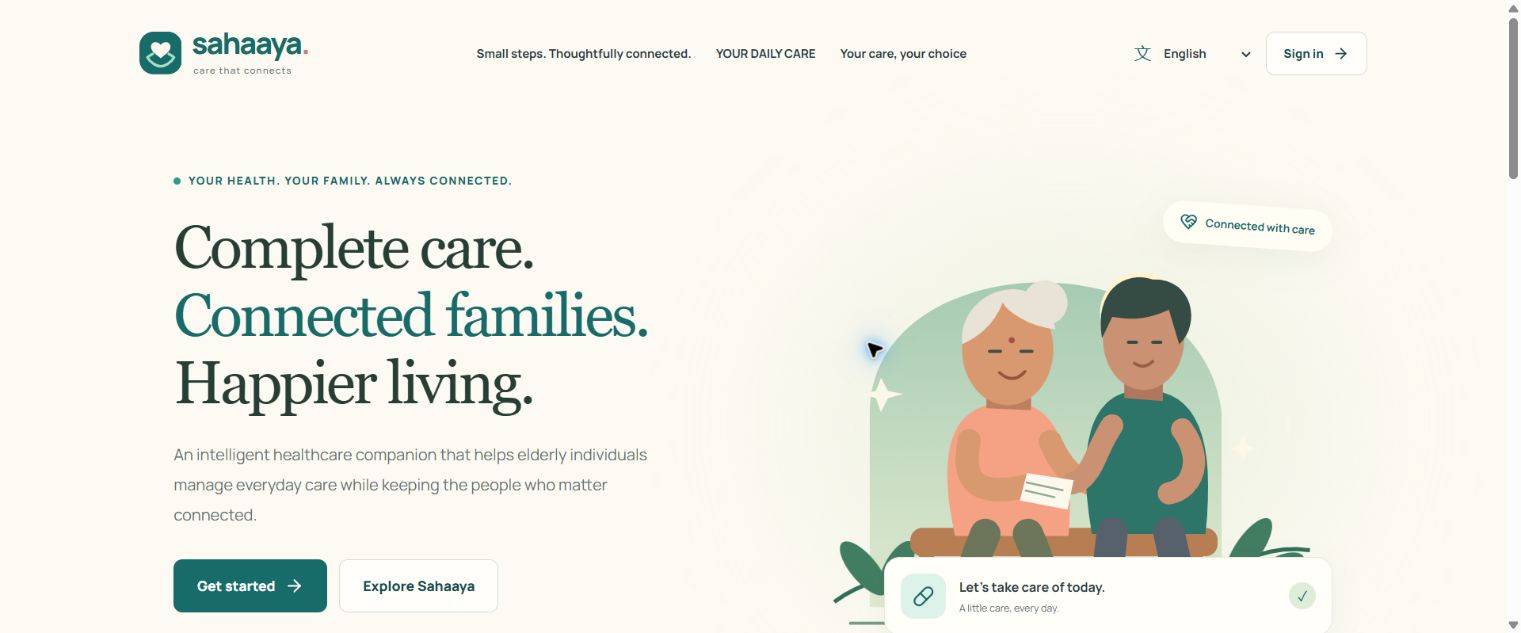 sahaaya.
care that connects
Small steps. Thoughtfully connected.
YOUR DAILY CARE
Your care, your choice
文 English
Sign in →
YOUR HEALTH. YOUR FAMILY. ALWAYS CONNECTED.
Connected with care
Complete care.
Connected families.
Happier living.
An intelligent healthcare companion that helps elderly individuals
manage everyday care while keeping the people who matter
connected.
Get started →
Explore Sahaaya
Let's take care of today.
A little care, every day.